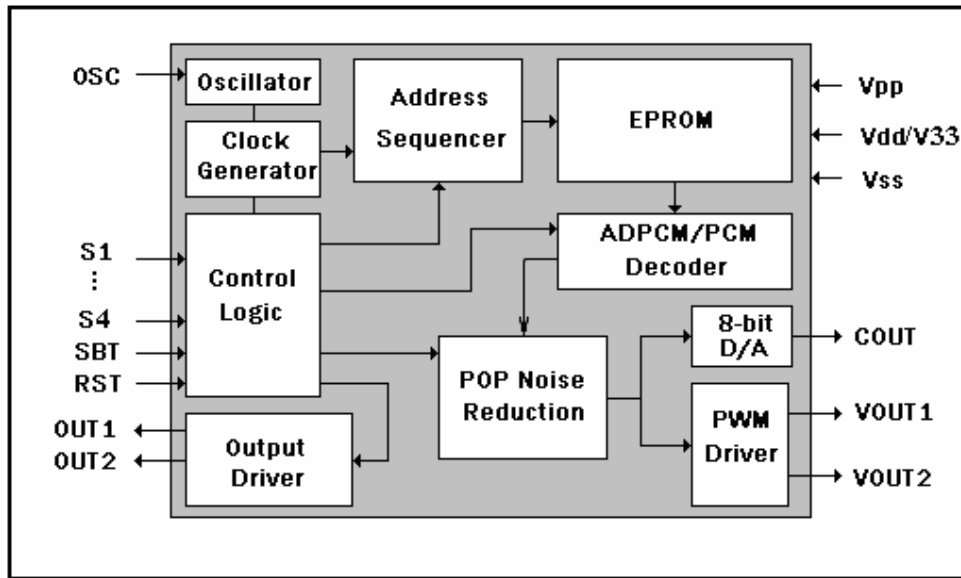 OSC
Oscillator
Clock
Generator
Address
Sequencer
EPROM
Vpp
Vdd/V33
Vss
S1
⋮
S4
SBT
RST
Control
Logic
ADPCM/PCM
Decoder
POP Noise
Reduction
8-bit
D/A
COUT
PWM
Driver
VOUT1
VOUT2
OUT1
OUT2
Output
Driver